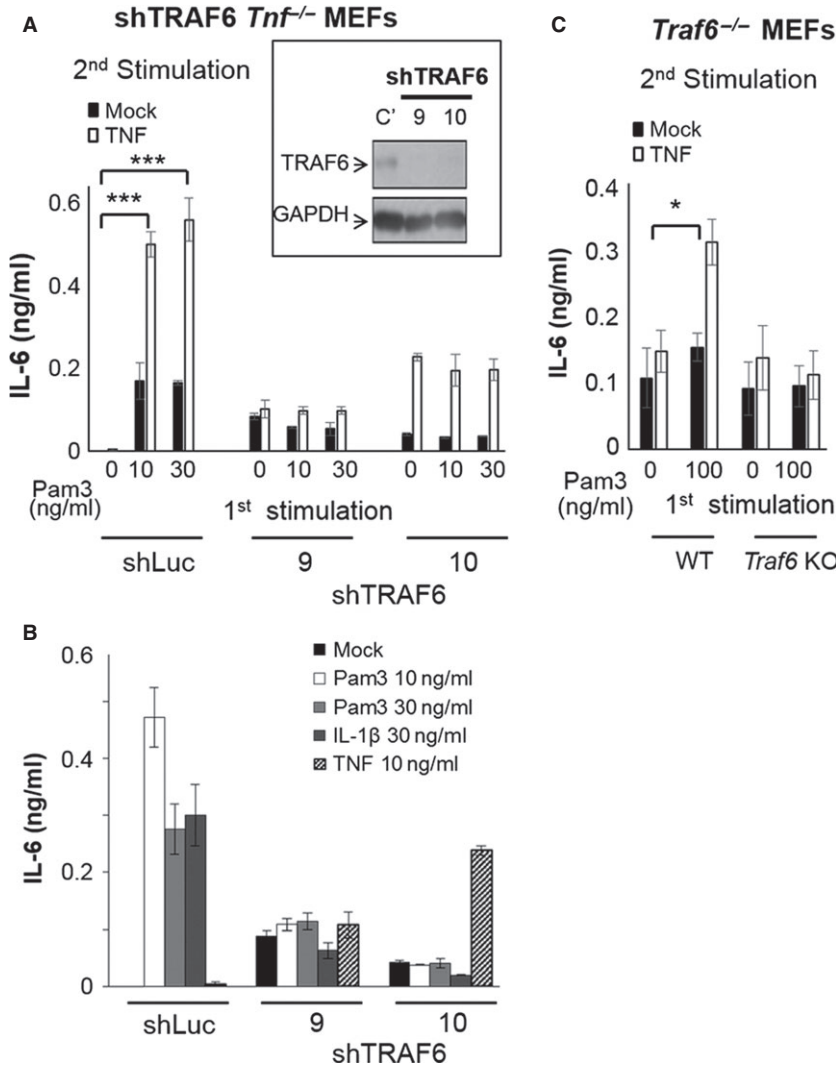 A
shTRAF6 Tnf–/– MEFs
2nd Stimulation
Mock
TNF
***
***
IL-6 (ng/ml)
0.6
0.4
0.2
0
0 10 30 0 10 30 0 10 30
Pam3
(ng/ml)
1st stimulation
shLuc 9 10
shTRAF6
shTRAF6
C' 9 10
TRAF6
GAPDH
C
Traf6–/– MEFs
2nd Stimulation
Mock
TNF
*
IL-6 (ng/ml)
0.4
0.3
0.2
0.1
0
0 100 0 100
Pam3
(ng/ml)
1st stimulation
WT Traf6 KO
B
IL-6 (ng/ml)
0.6
0.4
0.2
0
Mock
Pam3 10 ng/ml
Pam3 30 ng/ml
IL-1β 30 ng/ml
TNF 10 ng/ml
shLuc 9 10
shTRAF6